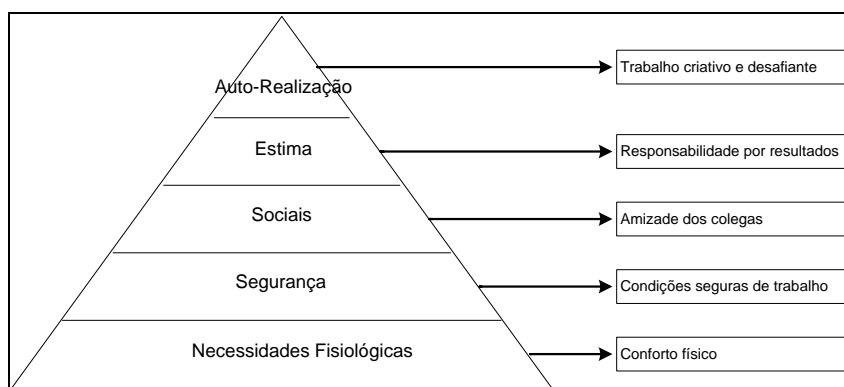 Auto-Realização
Trabalho criativo e desafiante
Estima
Responsabilidade por resultados
Sociais
Amizade dos colegas
Segurança
Condições seguras de trabalho
Necessidades Fisiológicas
Conforto físico